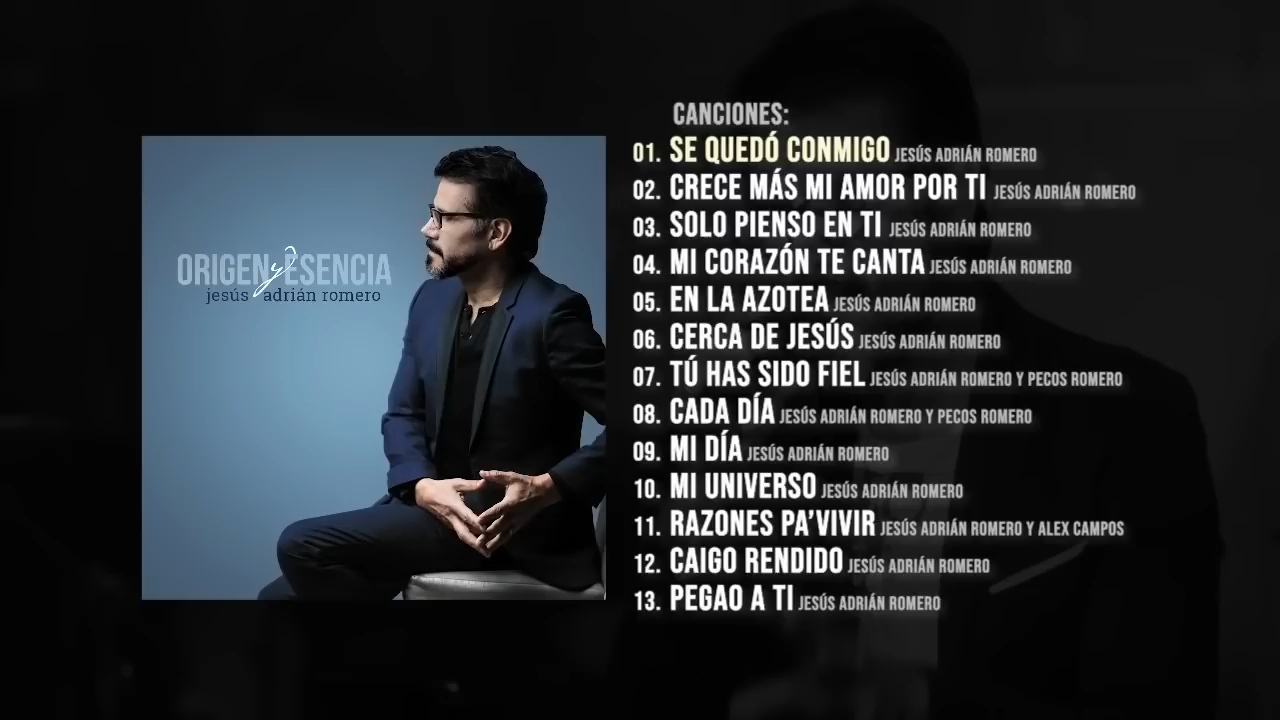 ORIGEN y ESENCIA
jesús adrián romero
CANCIONES:
01. SE QUEDÓ CONMIGO JESÚS ADRIÁN ROMERO
02. CRECE MÁS MI AMOR POR TI JESÚS ADRIÁN ROMERO
03. SOLO PIENSO EN TI JESÚS ADRIÁN ROMERO
04. MI CORAZÓN TE CANTA JESÚS ADRIÁN ROMERO
05. EN LA AZOTEA JESÚS ADRIÁN ROMERO
06. CERCA DE JESÚS JESÚS ADRIÁN ROMERO
07. TÚ HAS SIDO FIEL JESÚS ADRIÁN ROMERO Y PECOS ROMERO
08. CADA DÍA JESÚS ADRIÁN ROMERO Y PECOS ROMERO
09. MI DÍA JESÚS ADRIÁN ROMERO
10. MI UNIVERSO JESÚS ADRIÁN ROMERO
11. RAZONES PA'VIVIR JESÚS ADRIÁN ROMERO Y ALEX CAMPOS
12. CAIGO RENDIDO JESÚS ADRIÁN ROMERO
13. PEGAO A TI JESÚS ADRIÁN ROMERO